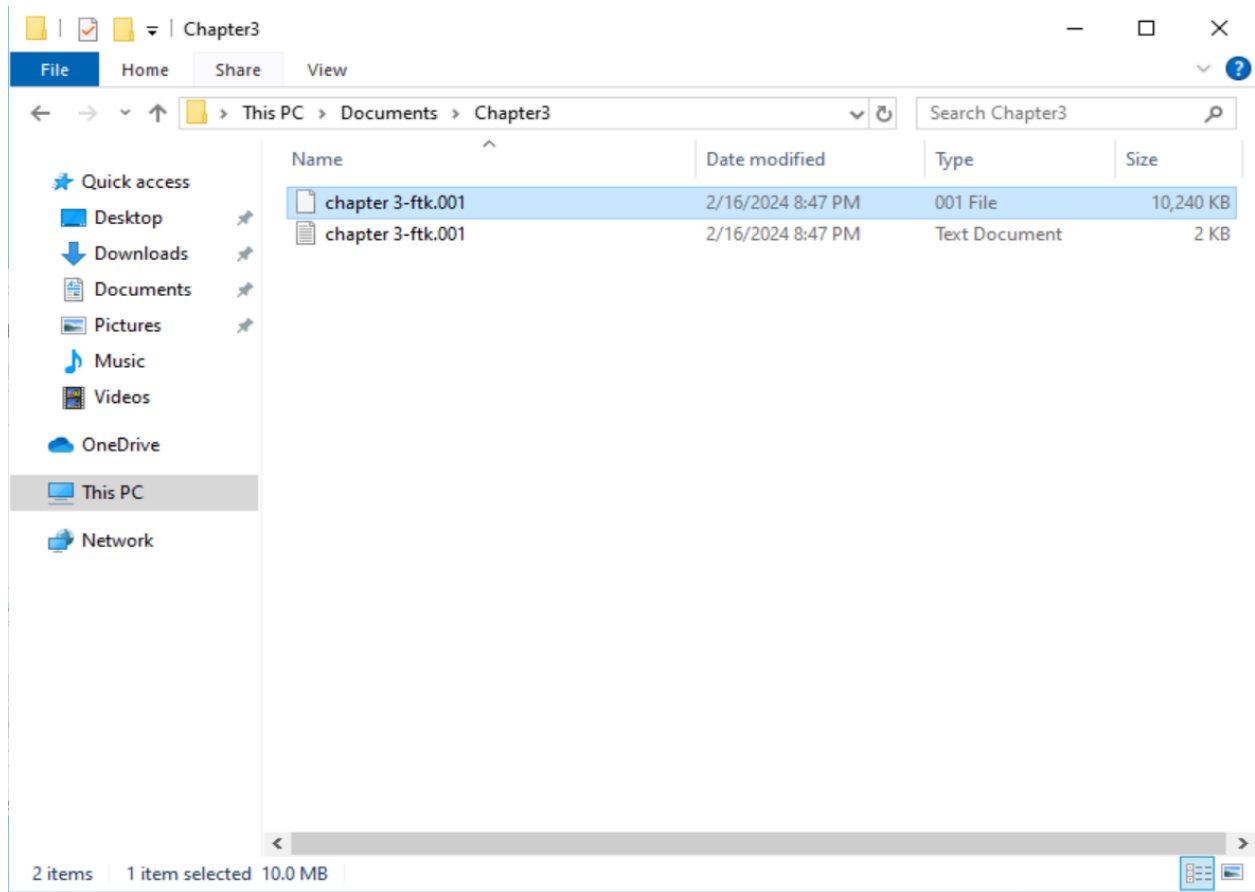 Chapter3
File Home Share View
This PC > Documents > Chapter3 Search Chapter3
Name Date modified Type Size
Quick access
chapter 3-ftk.001 2/16/2024 8:47 PM 001 File 10,240 KB
Desktop
chapter 3-ftk.001 2/16/2024 8:47 PM Text Document 2 KB
Downloads
Documents
Pictures
Music
Videos
OneDrive
This PC
Network
2 items 1 item selected 10.0 MB